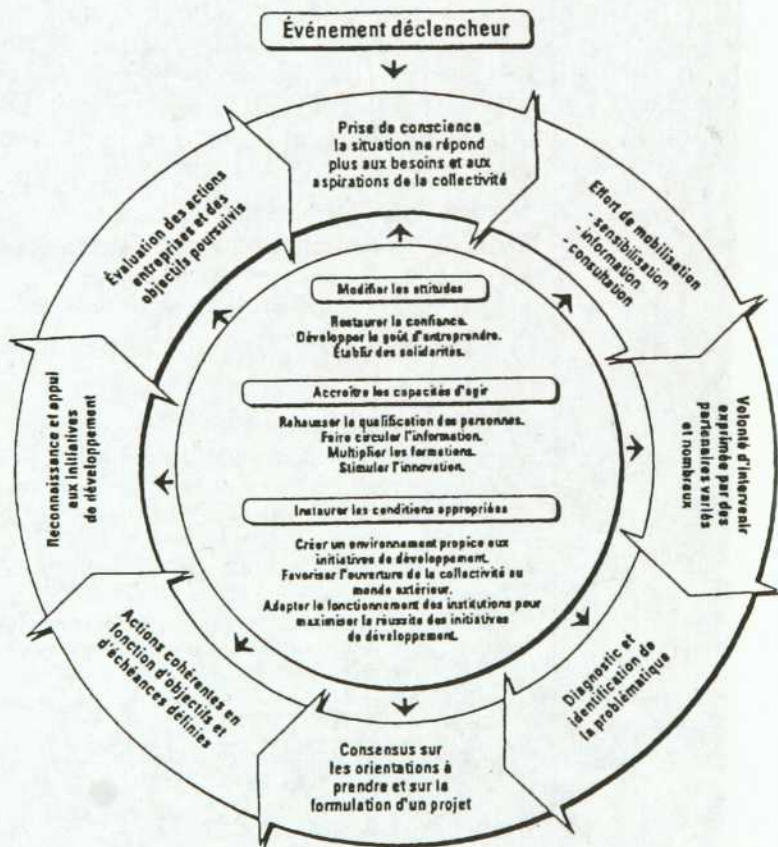 Événement déclencheur
Prise de conscience
la situation ne répond
plus aux besoins et aux
aspirations de la collectivité
Effort de mobilisation
- sensibilisation
- information
- consultation
Volonté d'intervenir
exprimée par des
partenaires variés
et nombreux
Diagnostic et
identification de
la problématique
Consensus sur
les orientations à
prendre et sur la
formulation d'un projet
Actions cohérentes en
fonction d'objectifs et
d'échéances définies
Reconnaissance et appui
aux initiatives
de développement
Évaluation des actions
entreprises et des
objectifs poursuivis
Modifier les attitudes
Restaurer la confiance.
Développer le goût d'entreprendre.
Établir des solidarités.
Accroître les capacités d'agir
Rehausser la qualification des personnes.
Faire circuler l'information.
Multiplier les formations.
Stimuler l'innovation.
Instaurer les conditions appropriées
Créer un environnement propice aux
initiatives de développement.
Favoriser l'ouverture de la collectivité au
monde extérieur.
Adapter le fonctionnement des institutions pour
maximiser la réussite des initiatives
de développement.